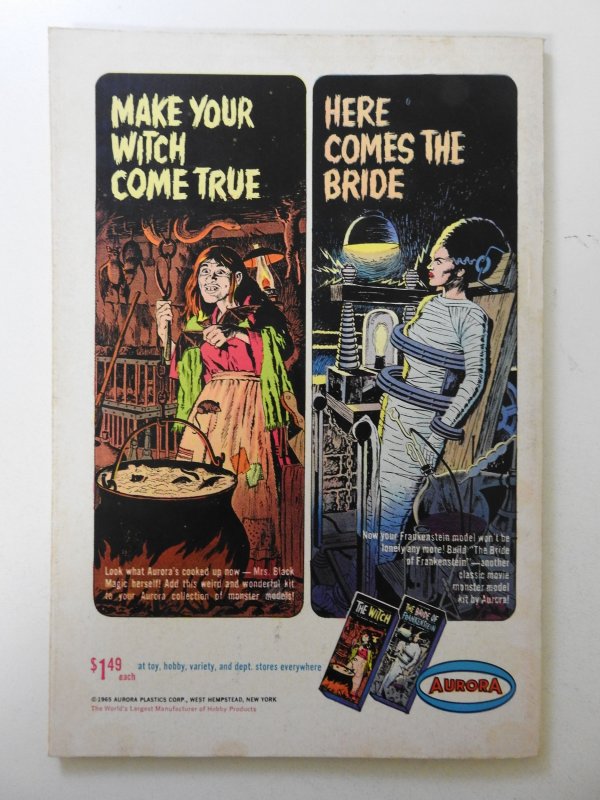 MAKE YOUR
WITCH
COME TRUE
Look what Aurora's cooked up now — Mrs. Black
Magic herself! Add this weird and wonderful kit
to your Aurora collection of monster models!
HERE
COMES THE
BRIDE
Now your Frankenstein model won't be
lonely any more! Build "The Bride
of Frankenstein"—another
classic movie
monster model
kit by Aurora!
THE WITCH
THE BRIDE OF
FRANKENSTEIN
$1 49
each
at toy, hobby, variety, and dept. stores everywhere
AURORA
©1965 AURORA PLASTICS CORP., WEST HEMPSTEAD, NEW YORK
The World's Largest Manufacturer of Hobby Products